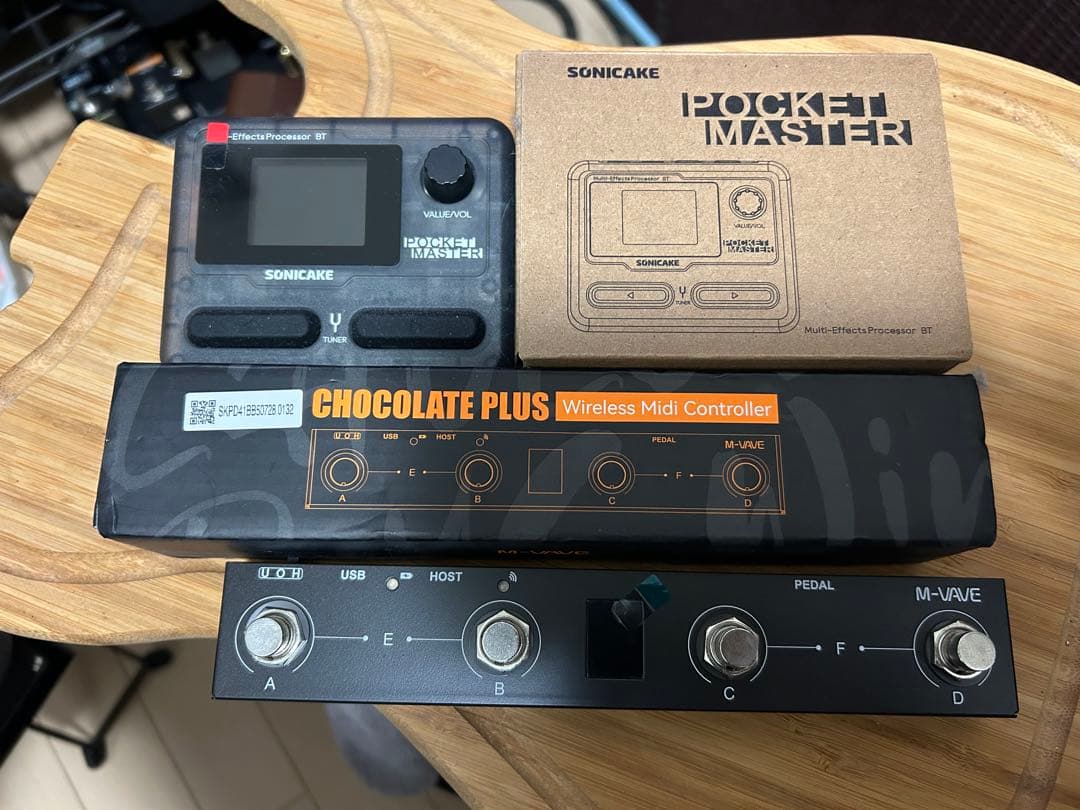 -Effects Processor BT
VALUE/VOL
POCKET
MASTER
SONICAKE
TUNER
SONICAKE
POCKET
MASTER
Multi-Effects Processor BT
VALUE/VOL
POCKET
MASTER
SONICAKE
TUNER
Multi-Effects Processor BT
SKPD41BB50728 0132
CHOCOLATE PLUS Wireless Midi Controller
U O H USB HOST PEDAL M-VAVE
E F
A B C D
M-VAVE
U O H USB HOST PEDAL M-VAVE
E F
A B C D